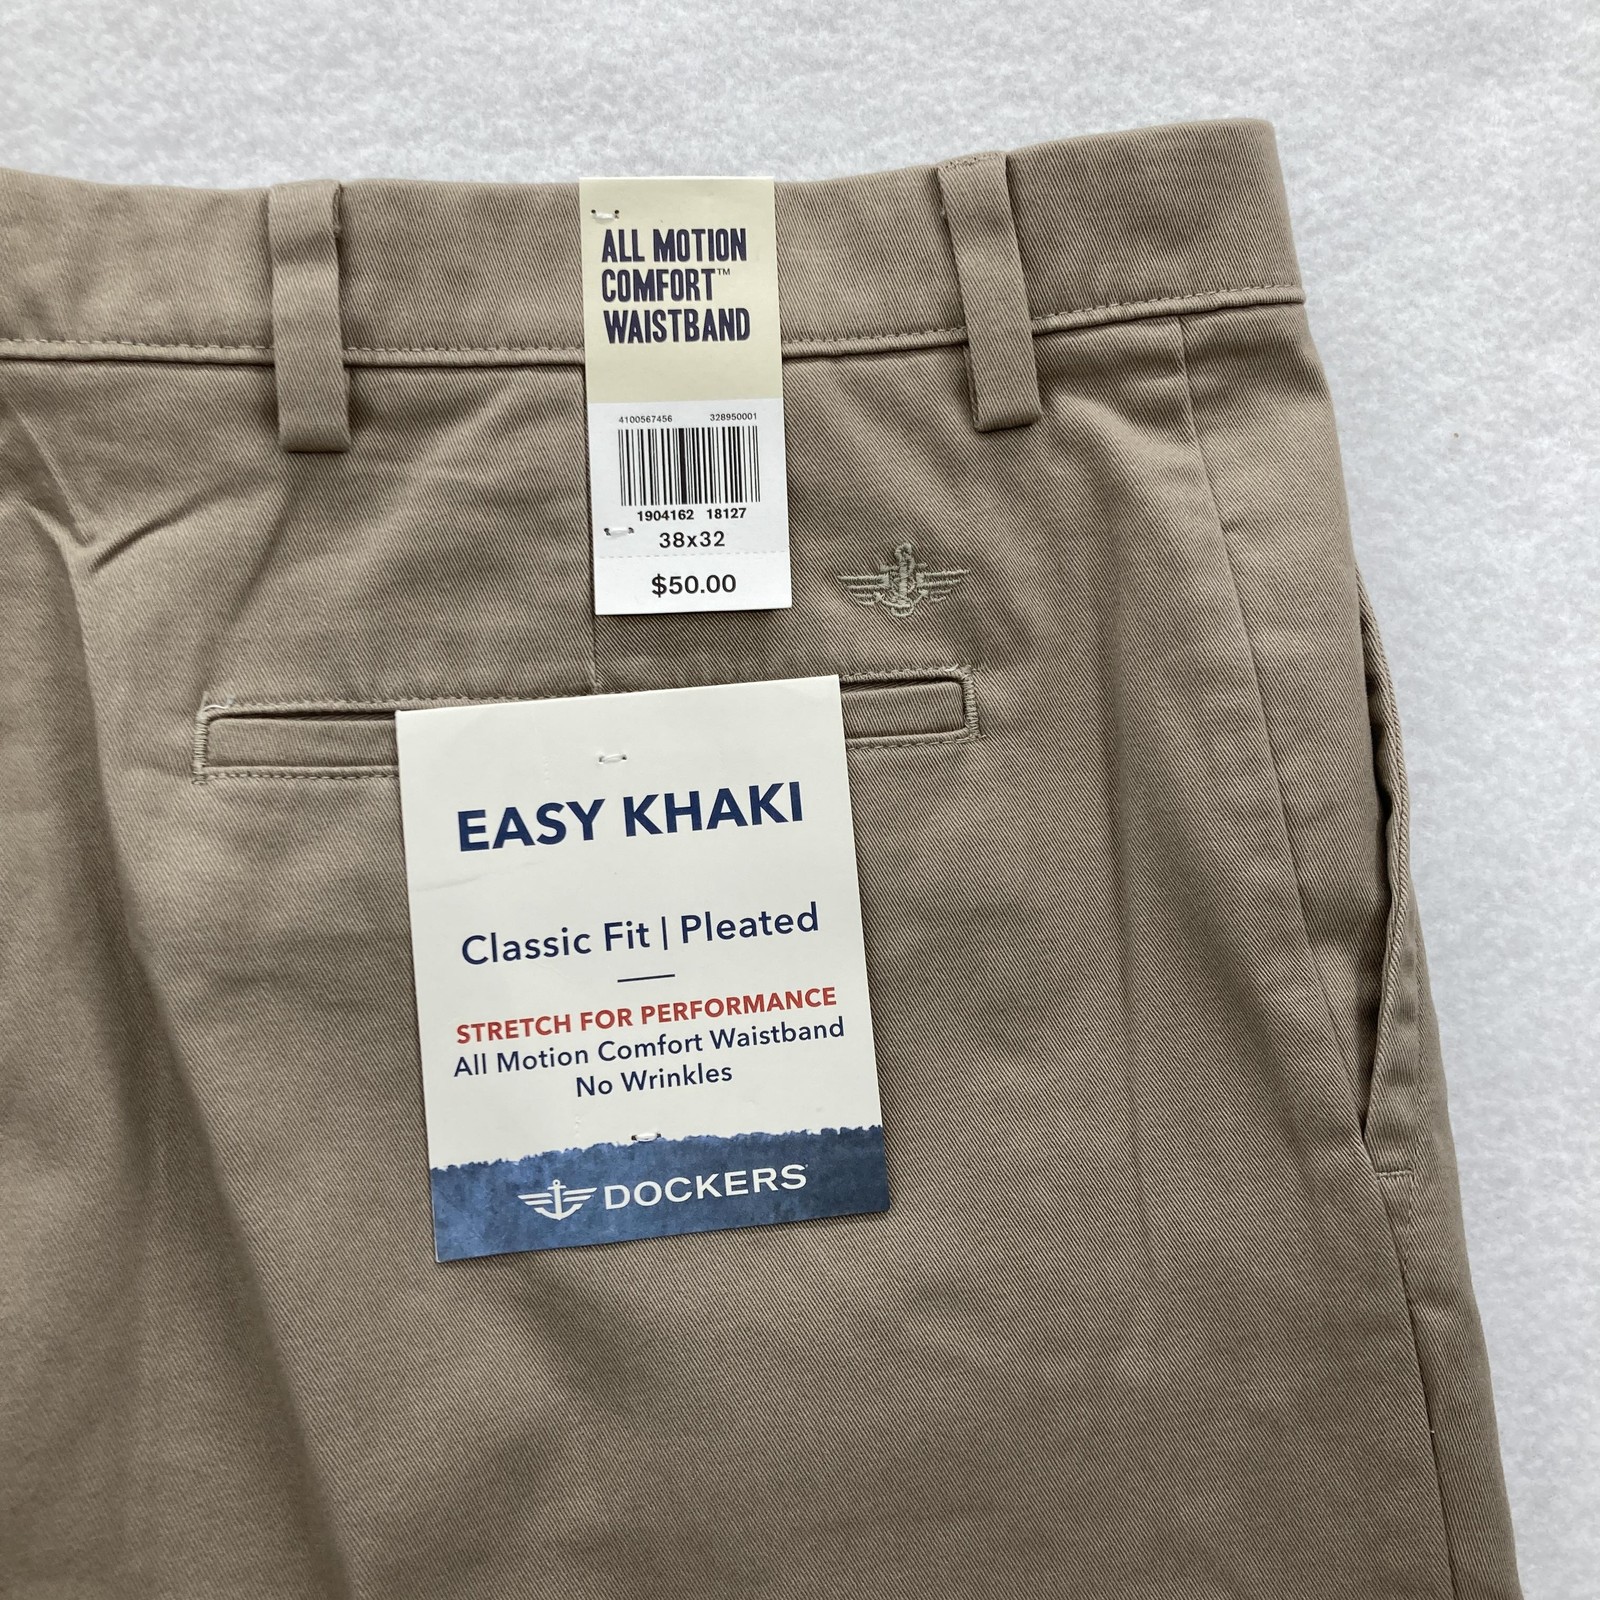 ALL MOTION
COMFORT™
WAISTBAND
4100567456 328950001
1904162 18127
38x32
$50.00
EASY KHAKI
Classic Fit | Pleated
STRETCH FOR PERFORMANCE
All Motion Comfort Waistband
No Wrinkles
DOCKERS